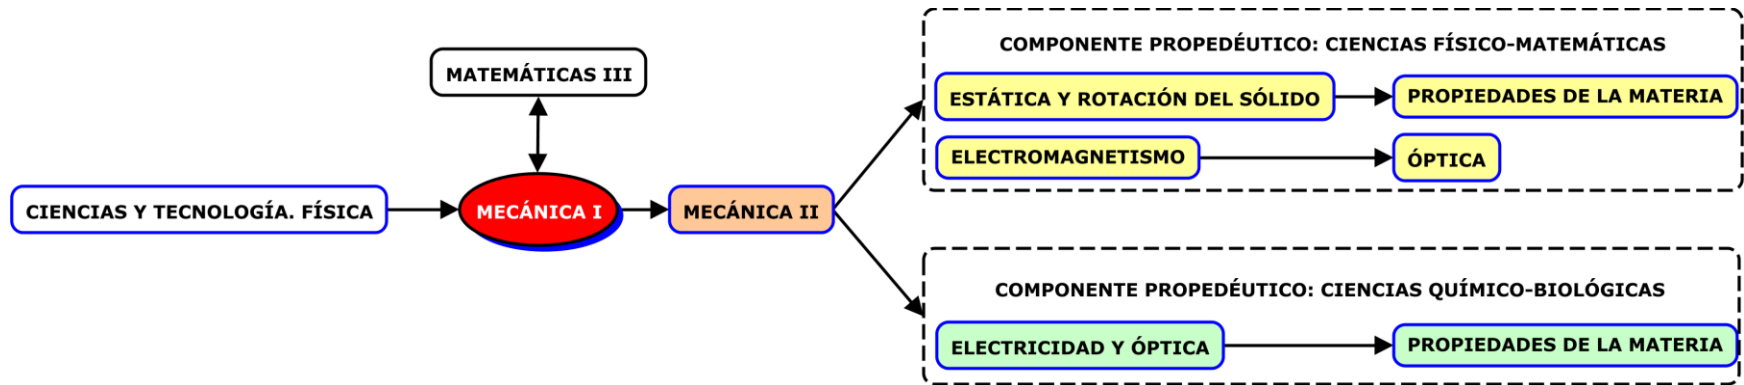 COMPONENTE PROPEDÉUTICO: CIENCIAS FÍSICO-MATEMÁTICAS
MATEMÁTICAS III
ESTÁTICA Y ROTACIÓN DEL SÓLIDO
PROPIEDADES DE LA MATERIA
ELECTROMAGNETISMO
ÓPTICA
CIENCIAS Y TECNOLOGÍA. FÍSICA
MECÁNICA I
MECÁNICA II
COMPONENTE PROPEDÉUTICO: CIENCIAS QUÍMICO-BIOLÓGICAS
ELECTRICIDAD Y ÓPTICA
PROPIEDADES DE LA MATERIA